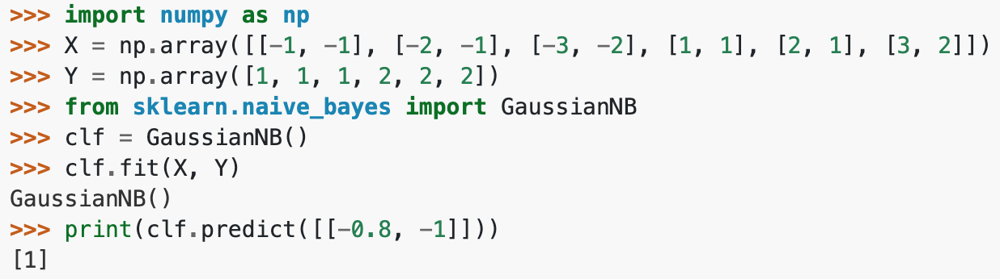 >>> import numpy as np
>>> X = np.array([[-1, -1], [-2, -1], [-3, -2], [1, 1], [2, 1], [3, 2]])
>>> Y = np.array([1, 1, 1, 2, 2, 2])
>>> from sklearn.naive_bayes import GaussianNB
>>> clf = GaussianNB()
>>> clf.fit(X, Y)
GaussianNB()
>>> print(clf.predict([[-0.8, -1]]))
[1]